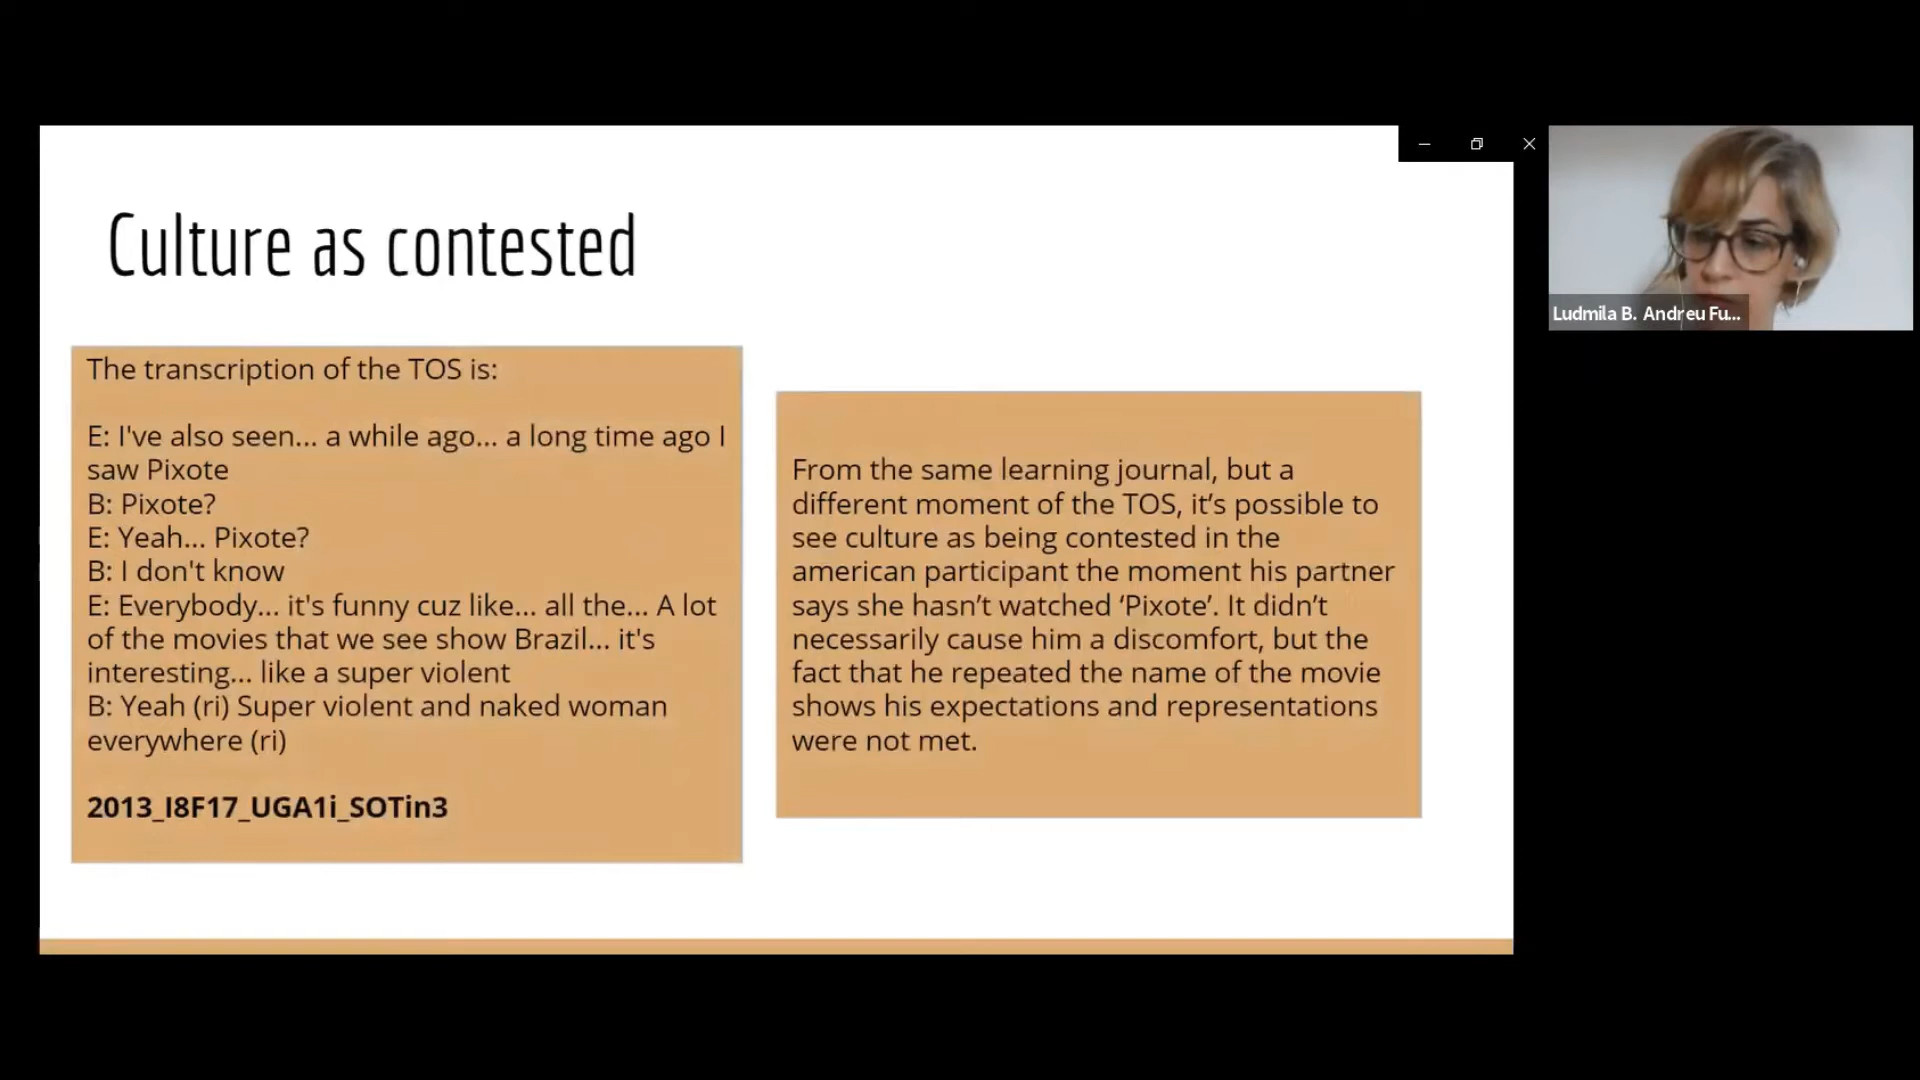 Culture as contested
The transcription of the TOS is:
E: I've also seen... a while ago... a long time ago I
saw Pixote
B: Pixote?
E: Yeah... Pixote?
B: I don't know
E: Everybody... it's funny cuz like... all the... A lot
of the movies that we see show Brazil... it's
interesting... like a super violent
B: Yeah (ri) Super violent and naked woman
everywhere (ri)
2013_I8F17_UGA1i_SOTin3
From the same learning journal, but a
different moment of the TOS, it’s possible to
see culture as being contested in the
american participant the moment his partner
says she hasn’t watched ‘Pixote’. It didn’t
necessarily cause him a discomfort, but the
fact that he repeated the name of the movie
shows his expectations and representations
were not met.
Ludmila B. Andreu Fu...